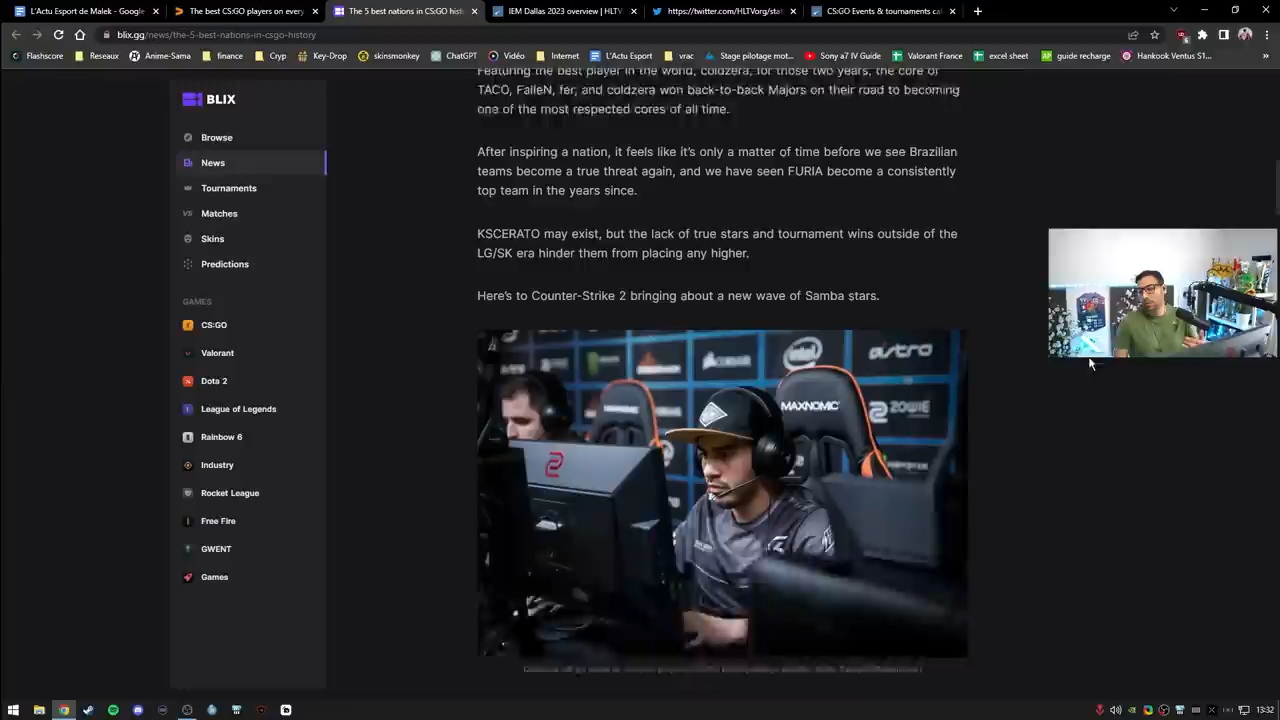 L'Actu Esport de Malek - Google
The best CS:GO players on every
The 5 best nations in CS:GO hist
IEM Dallas 2023 overview | HLTV
https://twitter.com/HLTVorg/stat
CS:GO Events & tournaments cal
blix.gg/news/the-5-best-nations-in-csgo-history
Flashscore
Reseaux
Anime-Sama
finance
Cryp
Key-Drop
skinsmonkey
ChatGPT
Vidéo
Internet
L'Actu Esport
vrac
Stage pilotage mot...
Sony a7 IV Guide
Valorant France
excel sheet
guide recharge
Hankook Ventus S1...
BLIX
Browse
News
Tournaments
VS Matches
Skins
Predictions
GAMES
CS:GO
Valorant
Dota 2
League of Legends
Rainbow 6
Industry
Rocket League
Free Fire
GWENT
Games
Featuring the best player in the world, coldzera, for those two years, the core of
TACO, FalleN, fer, and coldzera won back-to-back Majors on their road to becoming
one of the most respected cores of all time.
After inspiring a nation, it feels like it's only a matter of time before we see Brazilian
teams become a true threat again, and we have seen FURIA become a consistently
top team in the years since.
KSCERATO may exist, but the lack of true stars and tournament wins outside of the
LG/SK era hinder them from placing any higher.
Here's to Counter-Strike 2 bringing about a new wave of Samba stars.
intel
astro
CORSAIR
MAXNOMIC
ZOWIE
13:32